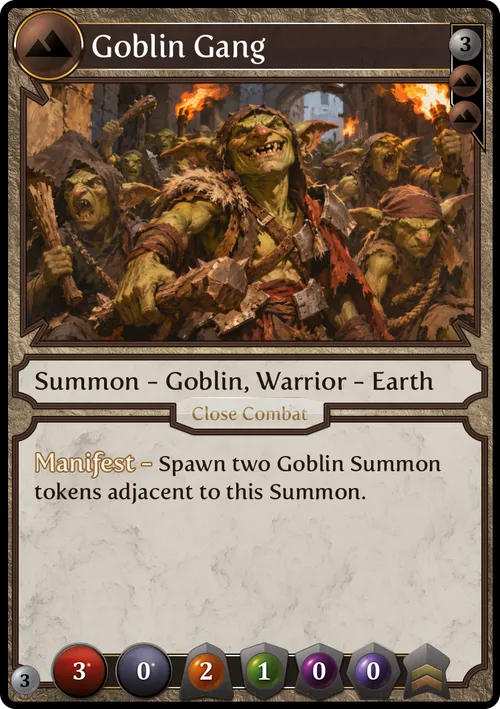 Goblin Gang
3
Summon – Goblin, Warrior – Earth
Close Combat
Manifest – Spawn two Goblin Summon
tokens adjacent to this Summon.
3 3* 0* 2 1 0 0